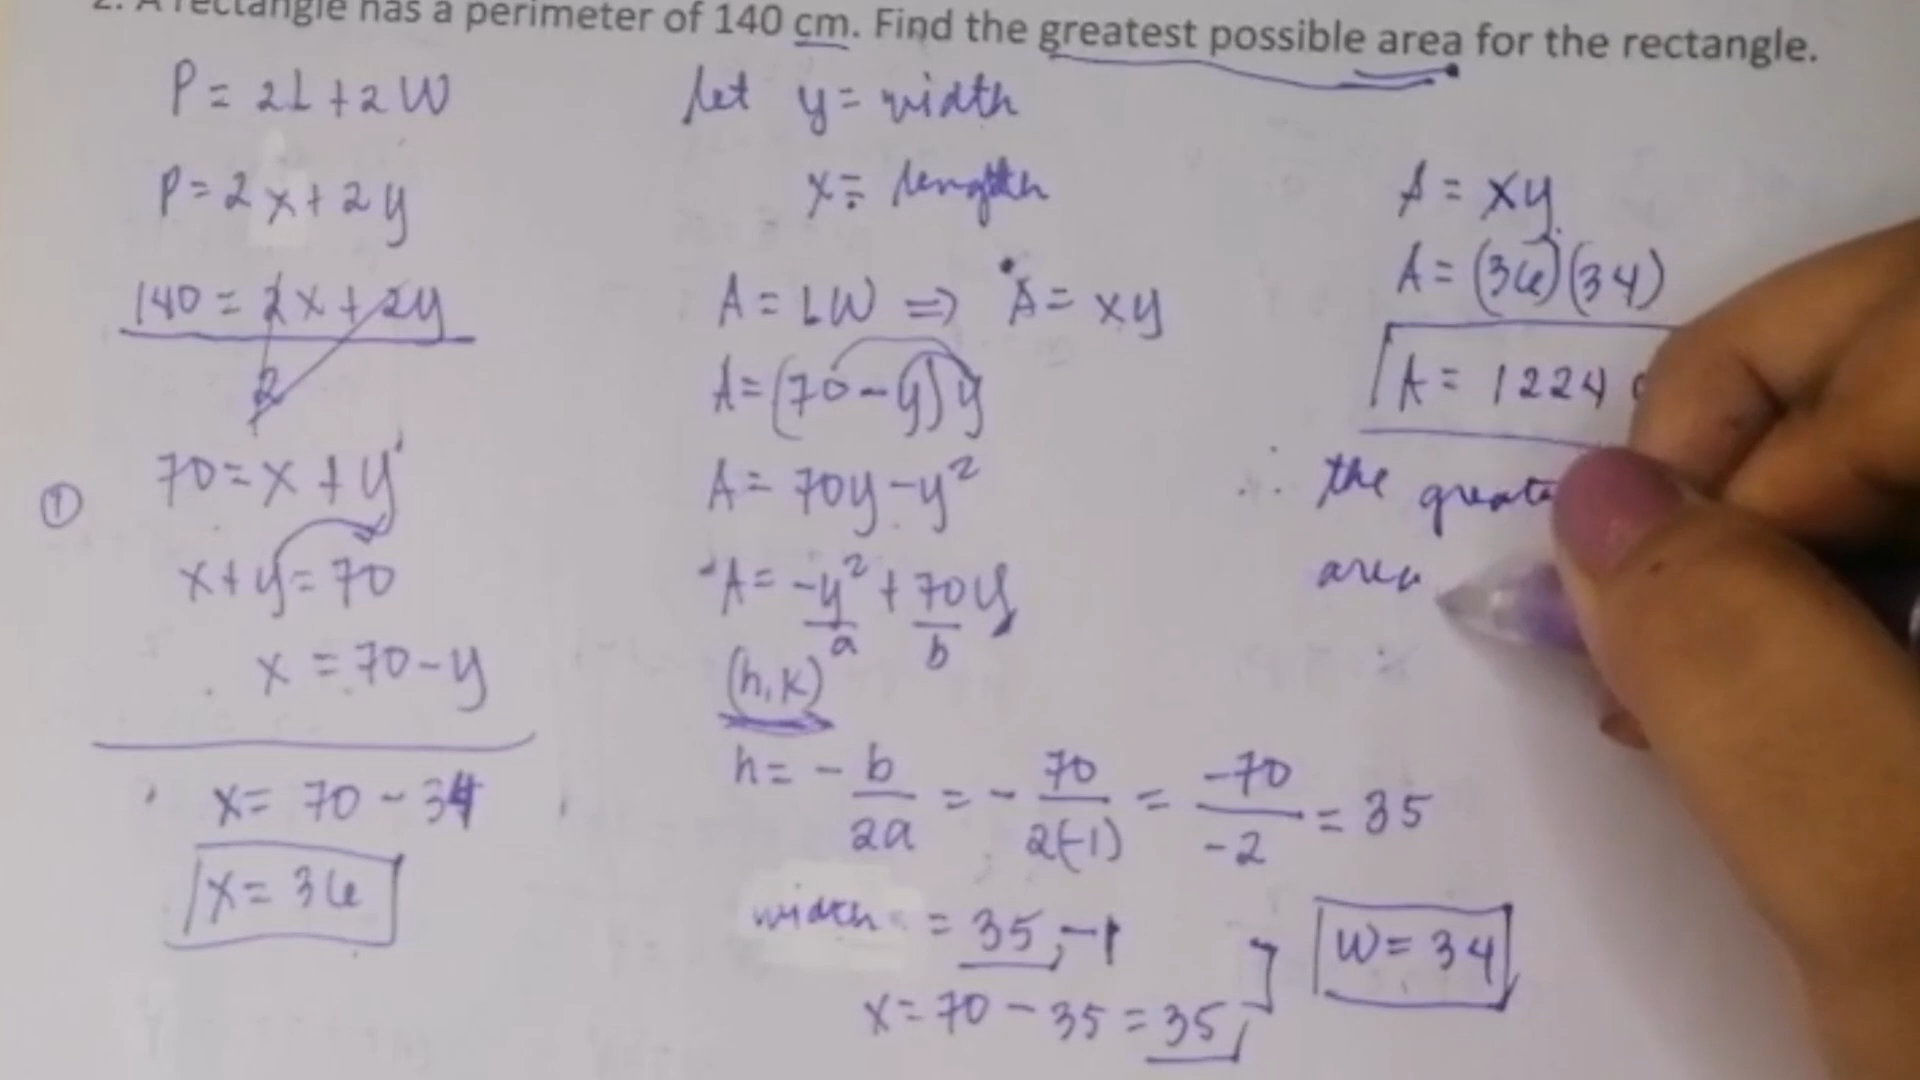 2. A rectangle has a perimeter of 140 cm. Find the greatest possible area for the rectangle.
P = 2L + 2W
P = 2x + 2y
140 = 2x + 2y
2
① 70 = x + y
x + y = 70
x = 70 - y
x = 70 - 34
x = 36
let y = width
x = length
A = LW ⇒ A = xy
A = (70 - y) y
A = 70y - y²
A = -y² + 70y
a b
(h, k)
h = - b/2a = - 70/2(-1) = -70/-2 = 35
width = 35, -1
x = 70 - 35 = 35
W = 34
A = xy
A = (36)(34)
A = 1224
∴ the
area